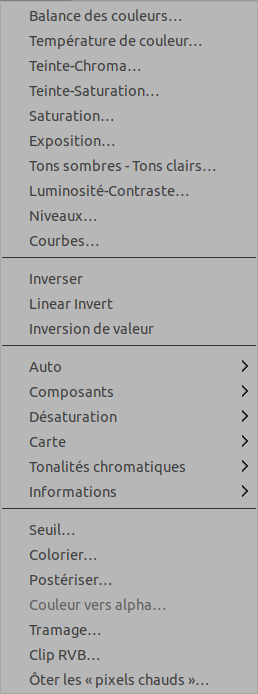 Balance des couleurs…
Température de couleur…
Teinte-Chroma…
Teinte-Saturation…
Saturation…
Exposition…
Tons sombres - Tons clairs…
Luminosité-Contraste…
Niveaux…
Courbes…
Inverser
Linear Invert
Inversion de valeur
Auto
Composants
Désaturation
Carte
Tonalités chromatiques
Informations
Seuil…
Colorier…
Postériser…
Couleur vers alpha…
Tramage…
Clip RVB…
Ôter les « pixels chauds »…